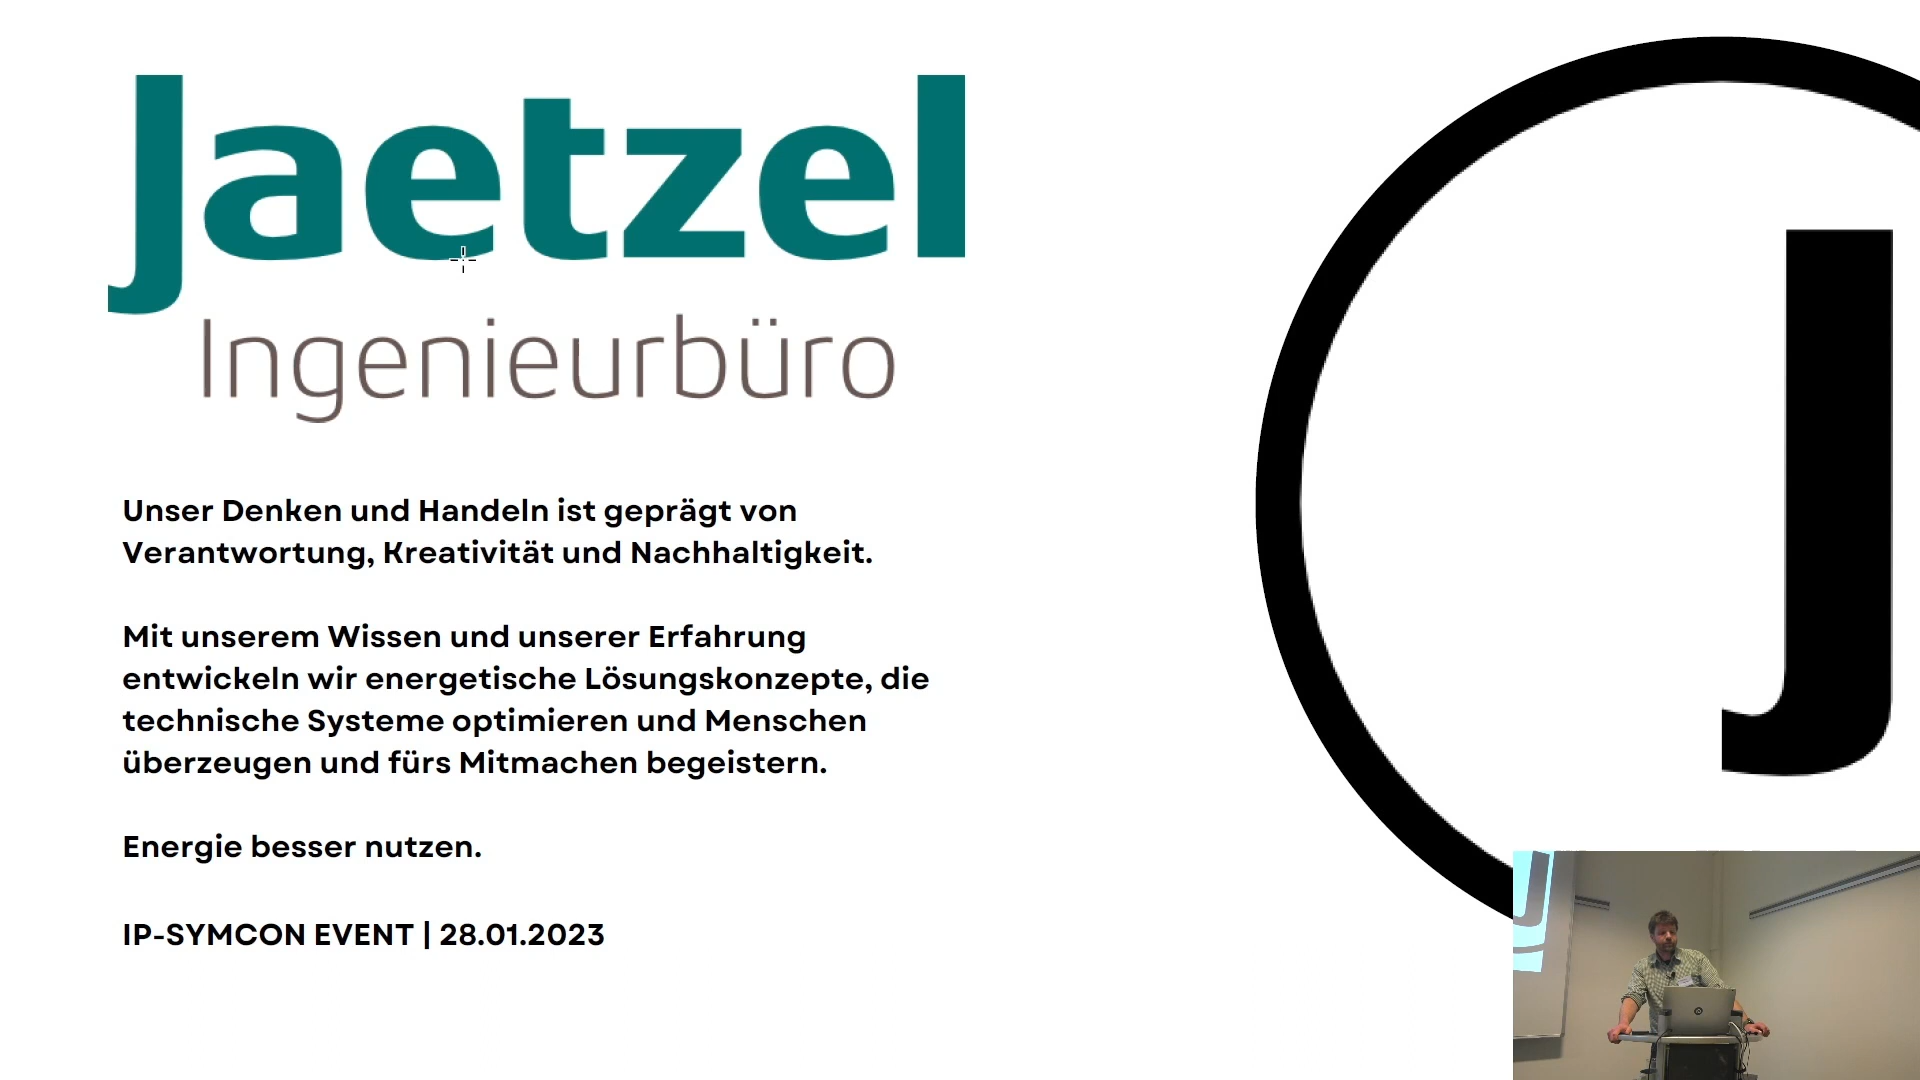 Jaetzel
Ingenieurbüro
J
Unser Denken und Handeln ist geprägt von
Verantwortung, Kreativität und Nachhaltigkeit.
Mit unserem Wissen und unserer Erfahrung
entwickeln wir energetische Lösungskonzepte, die
technische Systeme optimieren und Menschen
überzeugen und fürs Mitmachen begeistern.
Energie besser nutzen.
IP-SYMCON EVENT | 28.01.2023